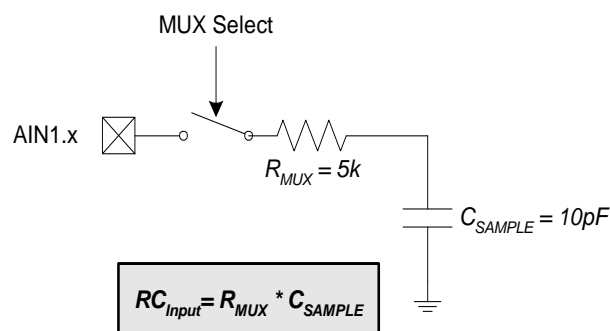 MUX Select
AIN1.x
R_MUX = 5k
C_SAMPLE = 10pF
RC_Input= R_MUX * C_SAMPLE